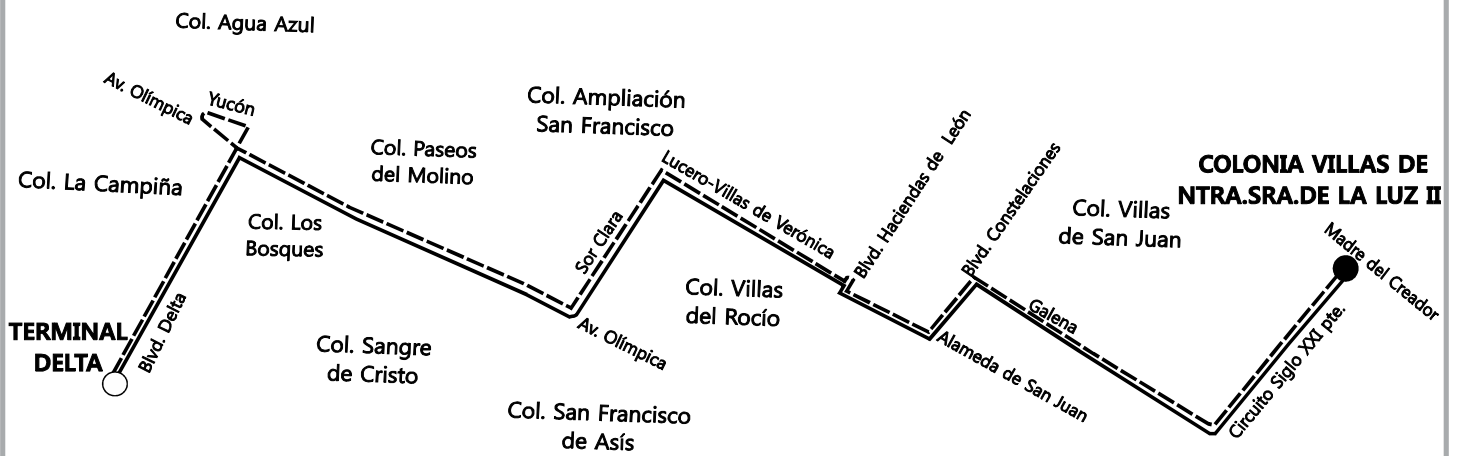 Col. Agua Azul
Av. Olímpica
Yucón
Col. Ampliación
San Francisco
Col. Paseos
del Molino
Col. La Campiña
Col. Los
Bosques
Lucero-Villas de Verónica
Sor Clara
Blvd. Haciendas de León
Blvd. Constelaciones
COLONIA VILLAS DE
NTRA.SRA.DE LA LUZ II
Col. Villas
de San Juan
Madre del Creador
Col. Villas
del Rocío
Galena
TERMINAL
DELTA
Blvd. Delta
Col. Sangre
de Cristo
Av. Olímpica
Alameda de San Juan
Circuito Siglo XXI pte.
Col. San Francisco
de Asís